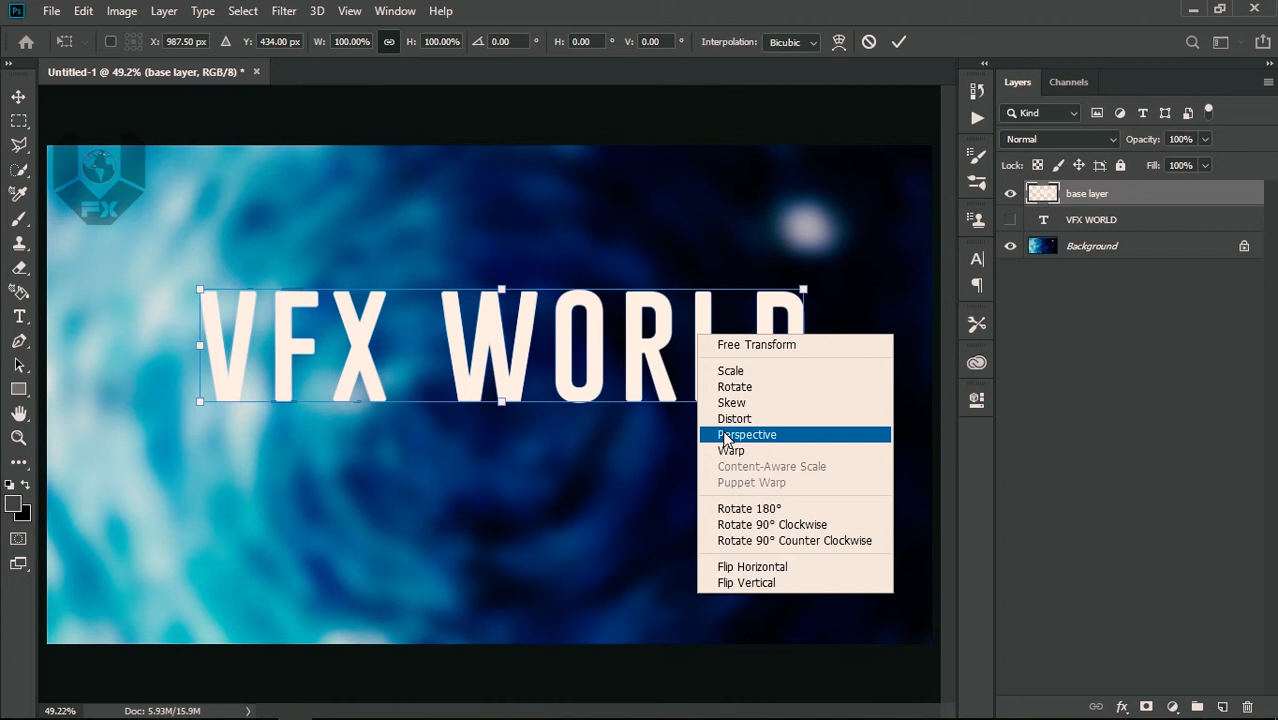 Ps File Edit Image Layer Type Select Filter 3D View Window Help
X: 987.50 px Y: 434.00 px W: 100.00% H: 100.00% 0.00 ° H: 0.00 ° V: 0.00 ° Interpolation: Bicubic
Untitled-1 @ 49.2% (base layer, RGB/8) * ×
Layers Channels
Kind
Normal Opacity: 100%
Lock: Fill: 100%
base layer
T VFX WORLD
Background
FX
VFX WORLD
Free Transform
Scale
Rotate
Skew
Distort
Perspective
Warp
Content-Aware Scale
Puppet Warp
Rotate 180°
Rotate 90° Clockwise
Rotate 90° Counter Clockwise
Flip Horizontal
Flip Vertical
49.22% Doc: 5.93M/15.9M